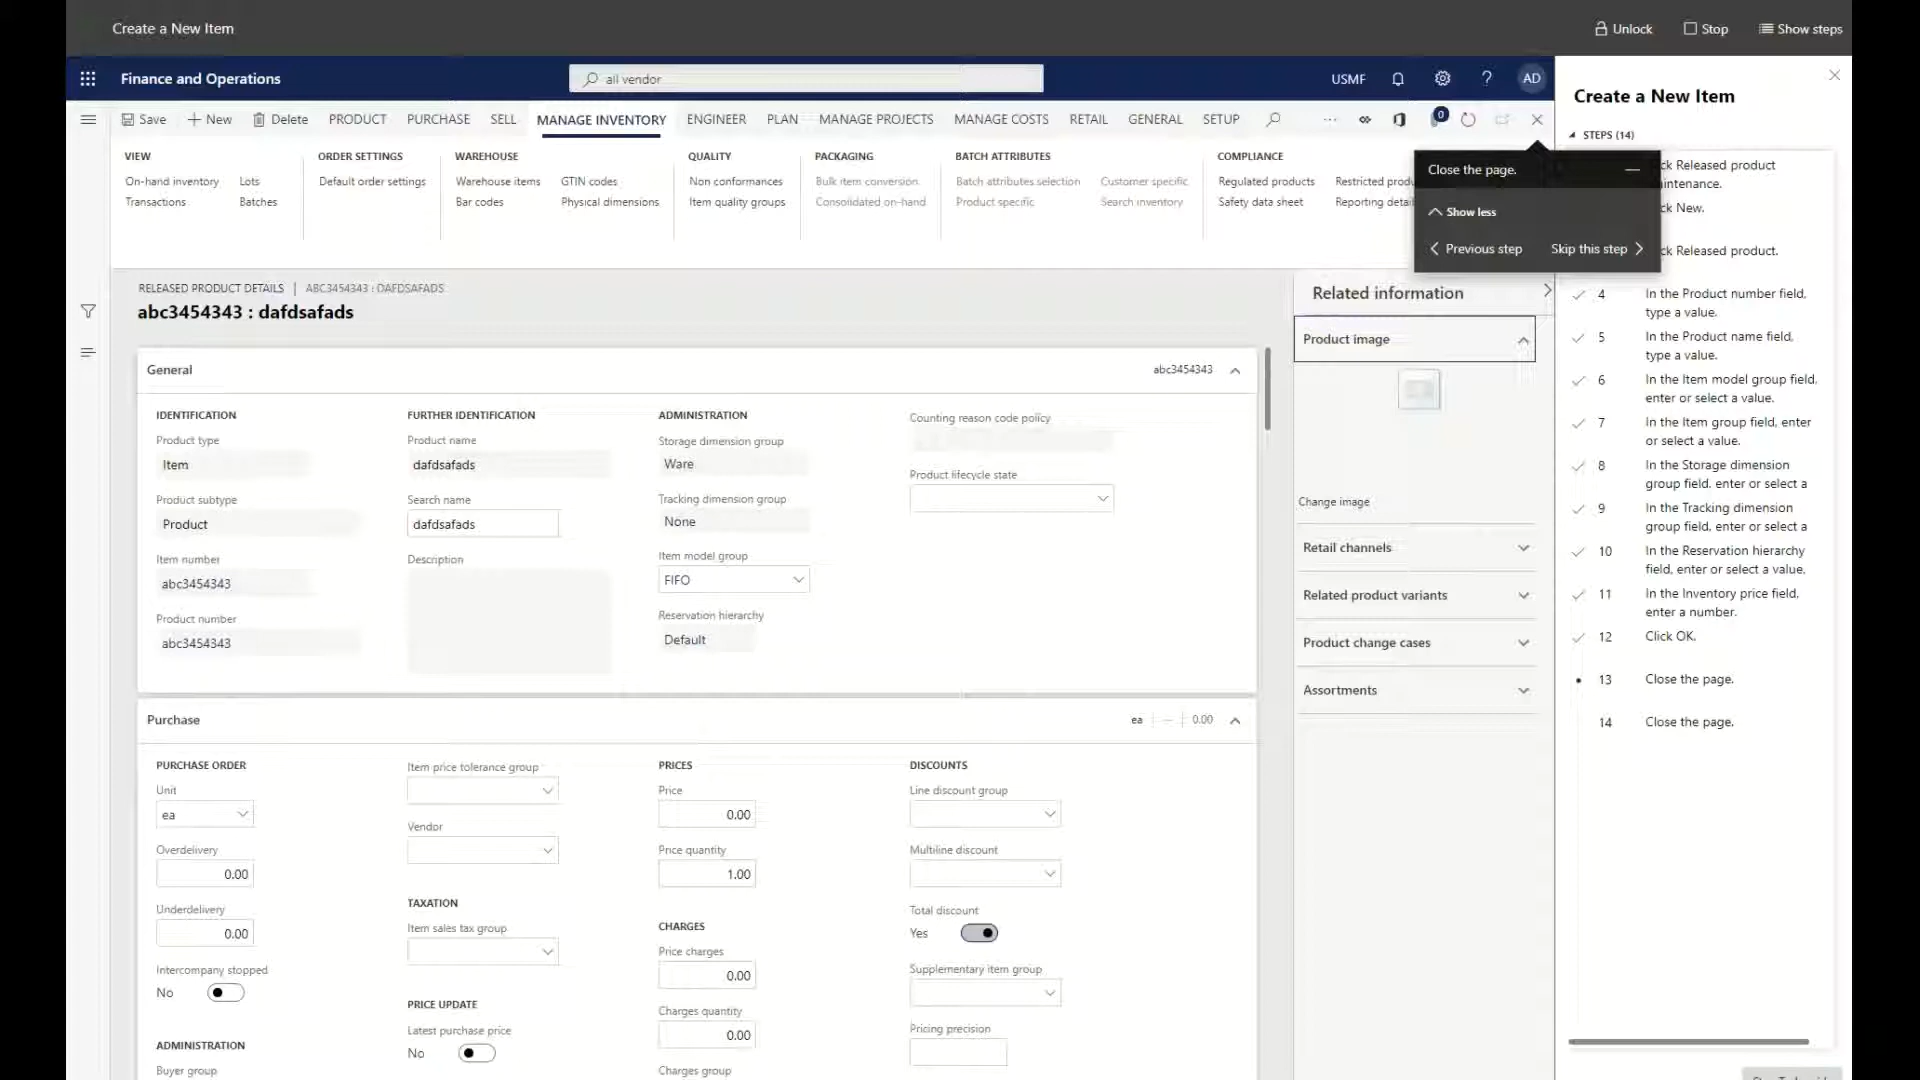 Create a New Item
Unlock
Stop
Show steps
Finance and Operations
all vendor
USMF
?
AD
Save
New
Delete
PRODUCT
PURCHASE
SELL
MANAGE INVENTORY
ENGINEER
PLAN
MANAGE PROJECTS
MANAGE COSTS
RETAIL
GENERAL
SETUP
0
VIEW
On-hand inventory
Lots
Transactions
Batches
ORDER SETTINGS
Default order settings
WAREHOUSE
Warehouse items
GTIN codes
Bar codes
Physical dimensions
QUALITY
Non conformances
Item quality groups
PACKAGING
Bulk item conversion
Consolidated on-hand
BATCH ATTRIBUTES
Batch attributes selection
Customer specific
Product specific
Search inventory
COMPLIANCE
Regulated products
Restricted produ
Safety data sheet
Reporting detai
Close the page.
Show less
Previous step
Skip this step
RELEASED PRODUCT DETAILS | ABC3454343 : DAFDSAFADS
abc3454343 : dafdsafads
General
abc3454343
IDENTIFICATION
Product type
Item
Product subtype
Product
Item number
abc3454343
Product number
abc3454343
FURTHER IDENTIFICATION
Product name
dafdsafads
Search name
dafdsafads
Description
ADMINISTRATION
Storage dimension group
Ware
Tracking dimension group
None
Item model group
FIFO
Reservation hierarchy
Default
Counting reason code policy
Product lifecycle state
Purchase
ea
0.00
PURCHASE ORDER
Unit
ea
Overdelivery
0.00
Underdelivery
0.00
Intercompany stopped
No
ADMINISTRATION
Buyer group
Item price tolerance group
Vendor
TAXATION
Item sales tax group
PRICE UPDATE
Latest purchase price
No
PRICES
Price
0.00
Price quantity
1.00
CHARGES
Price charges
0.00
Charges quantity
0.00
Charges group
DISCOUNTS
Line discount group
Multiline discount
Total discount
Yes
Supplementary item group
Pricing precision
Related information
Product image
Change image
Retail channels
Related product variants
Product change cases
Assortments
Create a New Item
STEPS (14)
ck Released product
intenance.
ck New.
ck Released product.
4 In the Product number field,
type a value.
5 In the Product name field,
type a value.
6 In the Item model group field,
enter or select a value.
7 In the Item group field, enter
or select a value.
8 In the Storage dimension
group field, enter or select a
9 In the Tracking dimension
group field, enter or select a
10 In the Reservation hierarchy
field, enter or select a value.
11 In the Inventory price field,
enter a number.
12 Click OK.
13 Close the page.
14 Close the page.